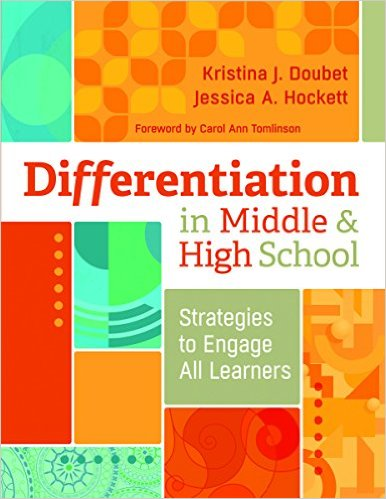 Kristina J. Doubet
Jessica A. Hockett
Foreword by Carol Ann Tomlinson
Differentiation
in Middle &
High School
Strategies
to Engage
All Learners